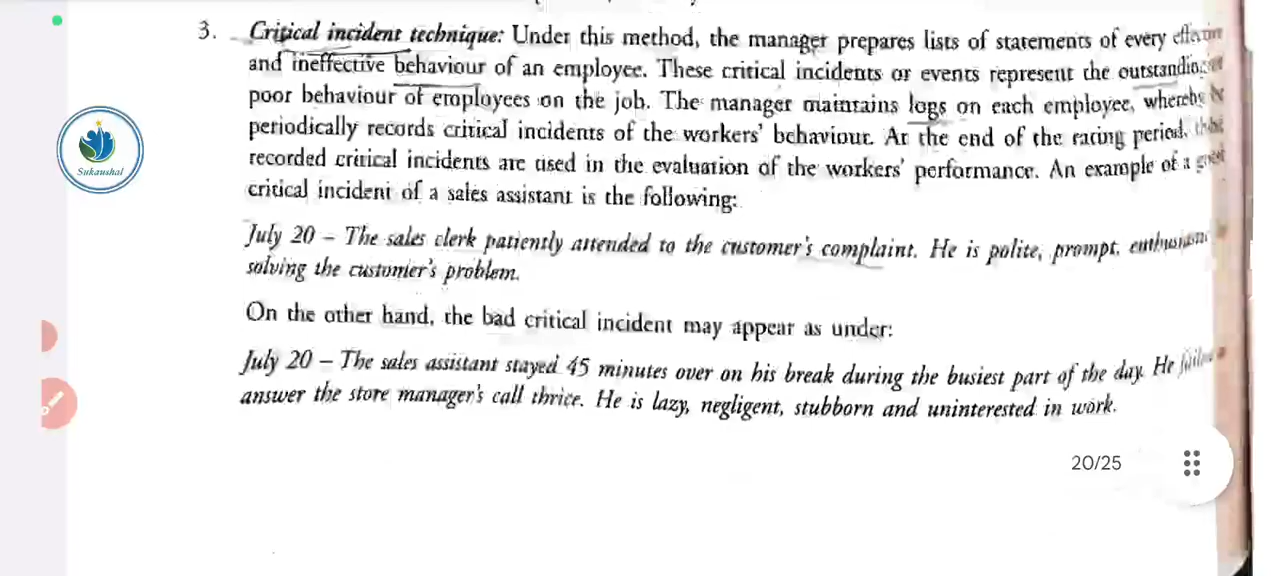 3. Critical incident technique: Under this method, the manager prepares lists of statements of every
and ineffective behaviour of an employee. These critical incidents or events represent the outstanding
poor behaviour of employees on the job. The manager maintains logs on each employee, whereby he
periodically records critical incidents of the workers' behaviour. At the end of the rating period,
recorded critical incidents are used in the evaluation of the workers' performance. An example of a good
critical incident of a sales assistant is the following:
July 20 – The sales clerk patiently attended to the customer's complaint. He is polite, prompt,
solving the customer's problem.
On the other hand, the bad critical incident may appear as under:
July 20 – The sales assistant stayed 45 minutes over on his break during the busiest part of the day. He
answer the store manager's call thrice. He is lazy, negligent, stubborn and uninterested in work.
Sukaushal
20/25